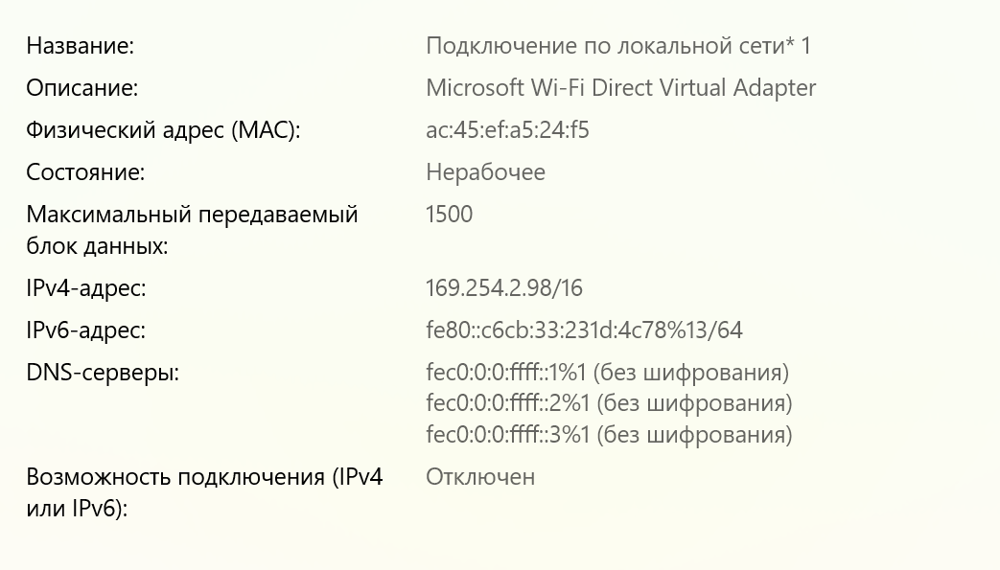 Название: Подключение по локальной сети* 1
Описание: Microsoft Wi-Fi Direct Virtual Adapter
Физический адрес (MAC): ac:45:ef:a5:24:f5
Состояние: Нерабочее
Максимальный передаваемый 1500
блок данных:
IPv4-адрес: 169.254.2.98/16
IPv6-адрес: fe80::c6cb:33:231d:4c78%13/64
DNS-серверы: fec0:0:0:ffff::1%1 (без шифрования)
fec0:0:0:ffff::2%1 (без шифрования)
fec0:0:0:ffff::3%1 (без шифрования)
Возможность подключения (IPv4 Отключен
или IPv6):